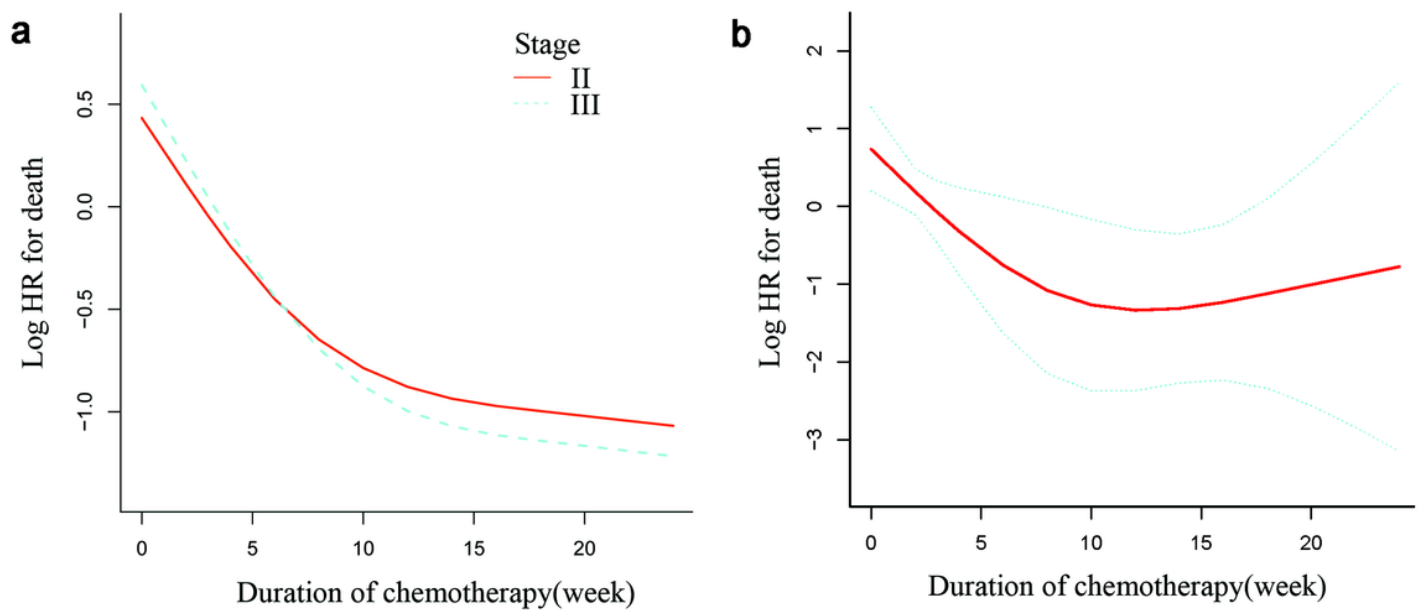 a
Stage
II
III
0.5
0.0
−0.5
−1.0
Log HR for death
0 5 10 15 20
Duration of chemotherapy(week)
b
2
1
0
−1
−2
−3
Log HR for death
0 5 10 15 20
Duration of chemotherapy(week)